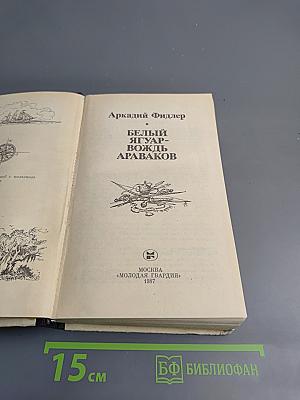 Аркадий Фидлер
БЕЛЫЙ
ЯГУАР-
ВОЖДЬ
АРАВАКОВ
МОСКВА
«МОЛОДАЯ ГВАРДИЯ»
1987
15 см
БФ БИБЛИОФАН